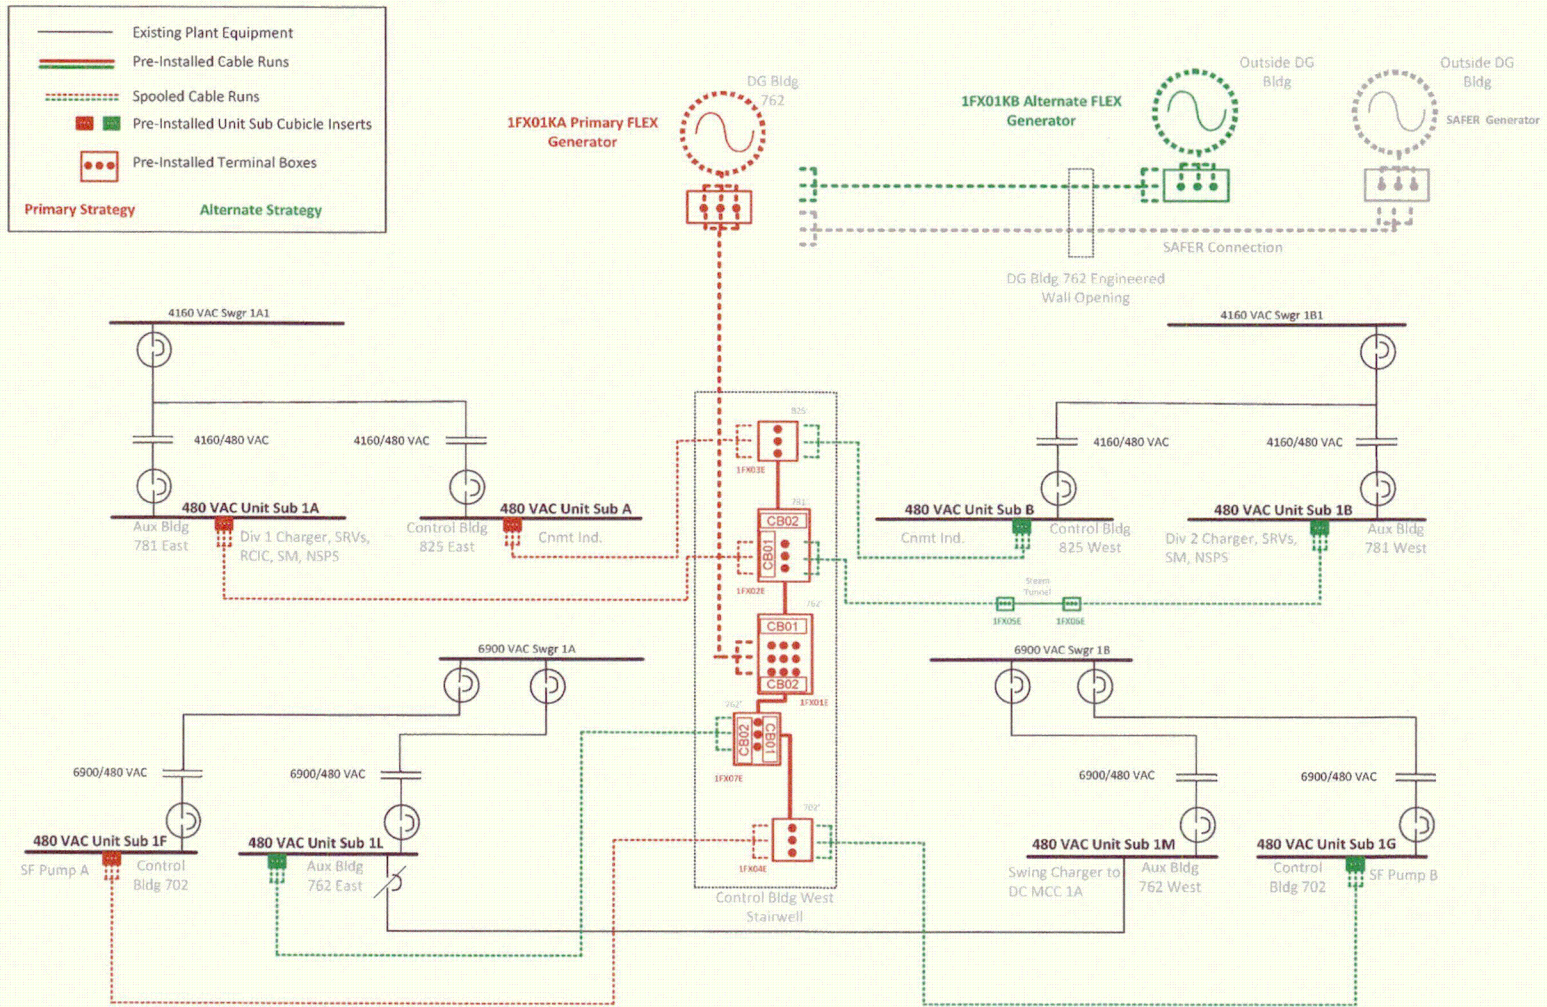 Existing Plant Equipment
Pre-Installed Cable Runs
Spooled Cable Runs
Pre-Installed Unit Sub Cubicle Inserts
Pre-Installed Terminal Boxes
Primary Strategy
Alternate Strategy
DG Bldg
762
1FX01KA Primary FLEX
Generator
1FX01KB Alternate FLEX
Generator
Outside DG
Bldg
Outside DG
Bldg
SAFER Generator
SAFER Connection
DG Bldg 762 Engineered
Wall Opening
4160 VAC Swgr 1A1
4160 VAC Swgr 1B1
4160/480 VAC
4160/480 VAC
4160/480 VAC
4160/480 VAC
480 VAC Unit Sub 1A
Aux Bldg
781 East
Div 1 Charger, SRVs,
RCIC, SM, NSPS
480 VAC Unit Sub A
Control Bldg
825 East
Cnmt Ind.
825'
1FX03E
781'
CB02
CB01
1FX02E
762'
CB01
CB02
1FX01E
762'
CB02
CB01
1FX07E
702'
1FX04E
Control Bldg West
Stairwell
480 VAC Unit Sub B
Cnmt Ind.
Control Bldg
825 West
480 VAC Unit Sub 1B
Div 2 Charger, SRVs,
SM, NSPS
Aux Bldg
781 West
Steam
Tunnel
1FX05E
1FX06E
6900 VAC Swgr 1A
6900 VAC Swgr 1B
6900/480 VAC
6900/480 VAC
6900/480 VAC
6900/480 VAC
480 VAC Unit Sub 1F
SF Pump A
Control
Bldg 702
480 VAC Unit Sub 1L
Aux Bldg
762 East
480 VAC Unit Sub 1M
Swing Charger to
DC MCC 1A
Aux Bldg
762 West
480 VAC Unit Sub 1G
Control
Bldg 702
SF Pump B